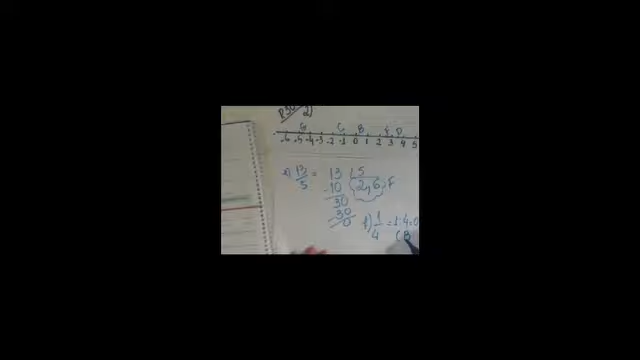 2)
G C B D
-6 -5 -4 -3 -2 -1 0 1 2 3 4 5
13/5 = 13 | 5
-10 2,6 F
30
-30
0
f) 1/4 = 1:4=0
(B